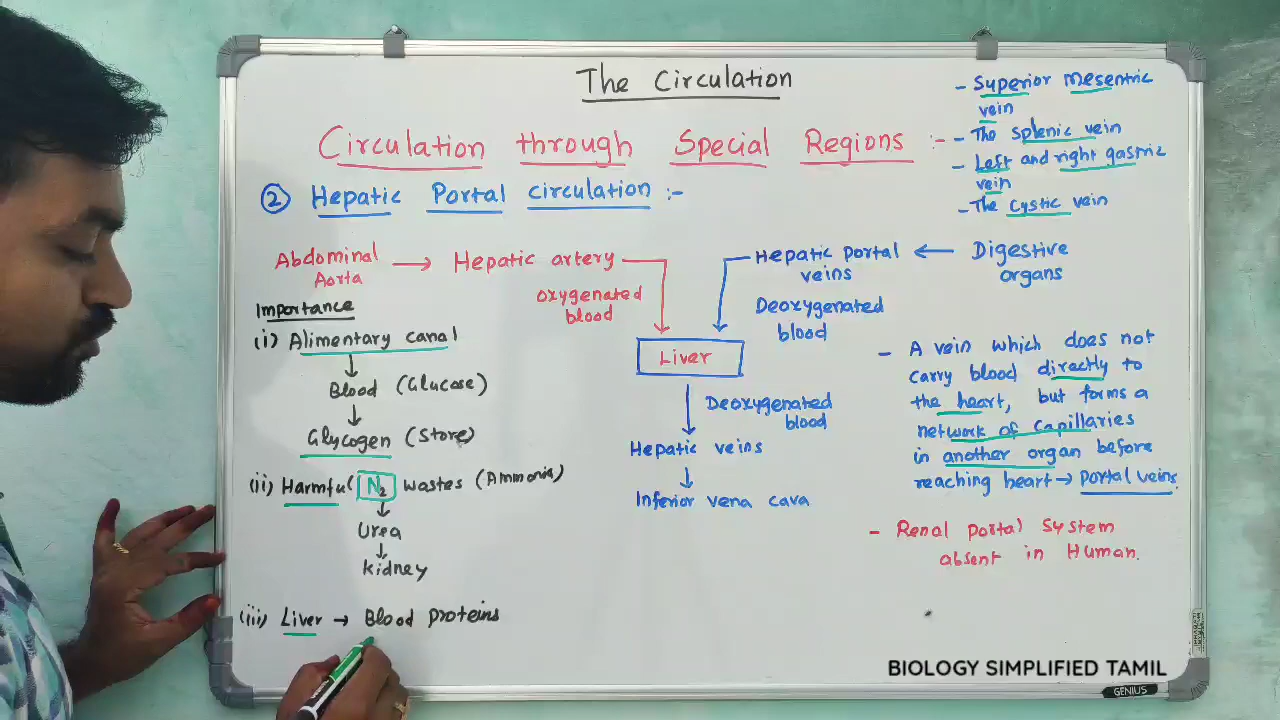 The Circulation
Circulation through Special Regions :-
- Superior mesentric
vein
- The splenic vein
- Left and right gastric
vein
- The cystic vein
② Hepatic Portal circulation :-
Abdominal
Aorta
→ Hepatic artery
oxygenated
blood
Hepatic portal
veins
← Digestive
organs
Deoxygenated
blood
Liver
Deoxygenated
blood
Hepatic veins
Inferior vena cava
Importance
(i) Alimentary canal
Blood (Glucose)
Glycogen (Store)
(ii) Harmful N₂ wastes (Ammonia)
Urea
kidney
(iii) Liver → Blood proteins
- A vein which does not
carry blood directly to
the heart, but forms a
network of capillaries
in another organ before
reaching heart → portal veins.
- Renal portal system
absent in Human.
BIOLOGY SIMPLIFIED TAMIL
GENIUS